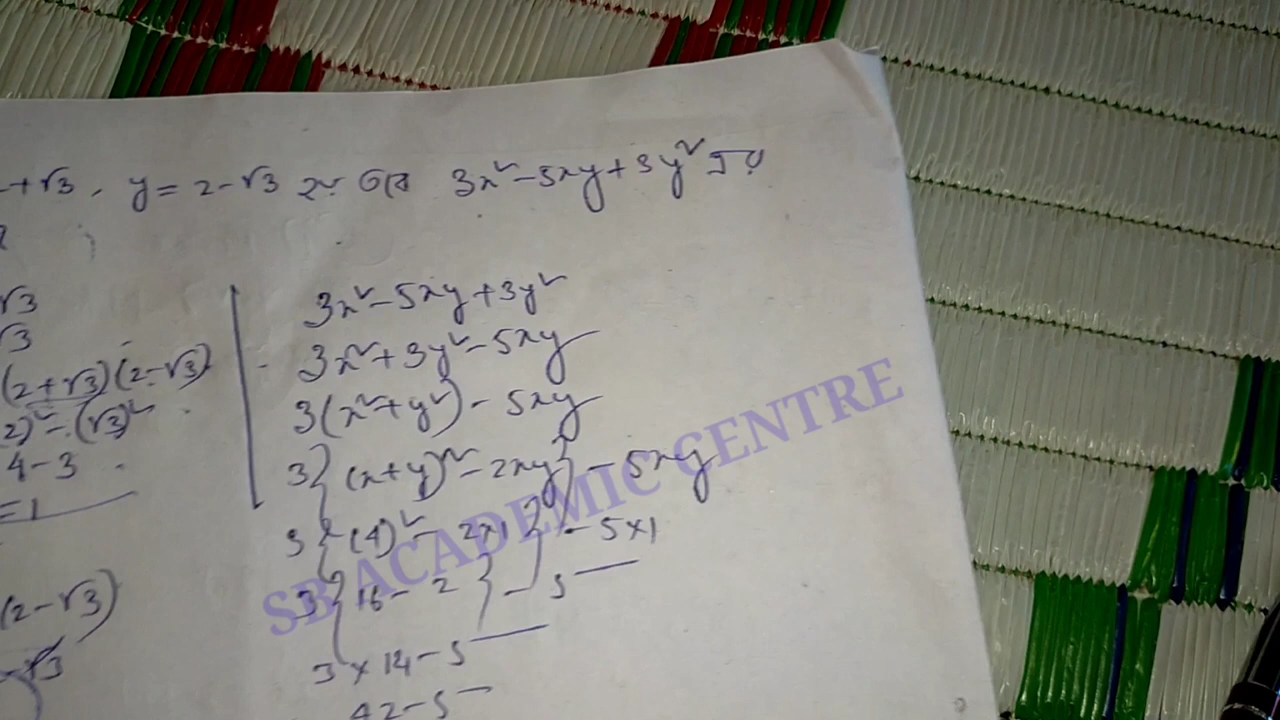 +√3, y = 2-√3 হলে 3x²-5xy+3y²
√3
√3
(2+√3)(2-√3)
2)²-(√3)²
4-3
=1
(2-√3)
√3
3x²-5xy+3y²
3x²+3y²-5xy
3(x²+y²)-5xy
3{(x+y)²-2xy}-5xy
3{(4)²-2×1}-5×1
3{16-2}-5
3×14-5
42-5
SB ACADEMIC CENTRE